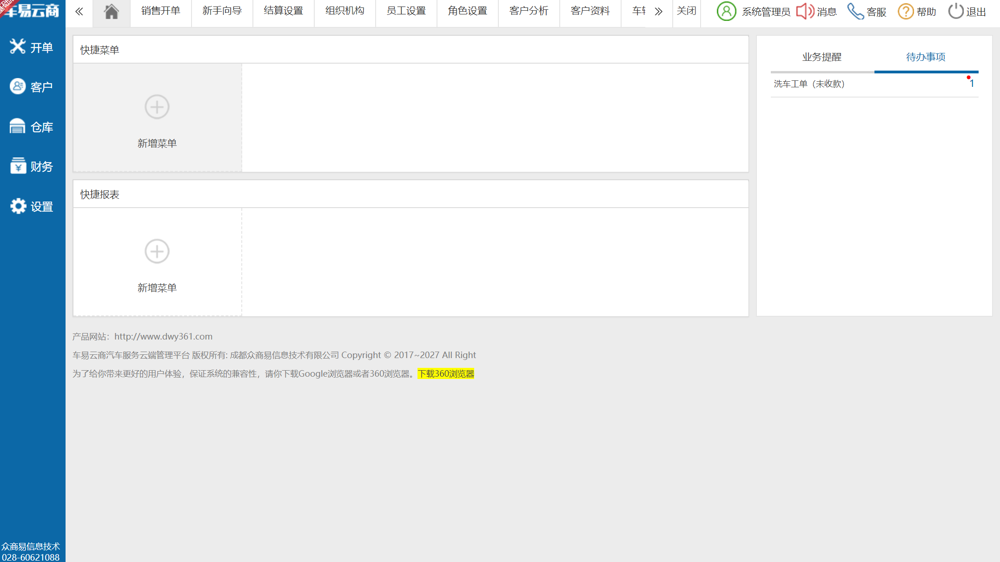 车易云商
销售开单
新手向导
结算设置
组织机构
员工设置
角色设置
客户分析
客户资料
关闭
系统管理员
消息
客服
帮助
退出
开单
客户
仓库
财务
设置
快捷菜单
新增菜单
快捷报表
新增菜单
业务提醒
待办事项
洗车工单（未收款）
1
产品网站：http://www.dwy361.com
车易云商汽车服务云端管理平台 版权所有: 成都众商易信息技术有限公司 Copyright © 2017~2027 All Right
为了给你带来更好的用户体验，保证系统的兼容性，请你下载Google浏览器或者360浏览器。下载360浏览器
众商易信息技术
028-60621088